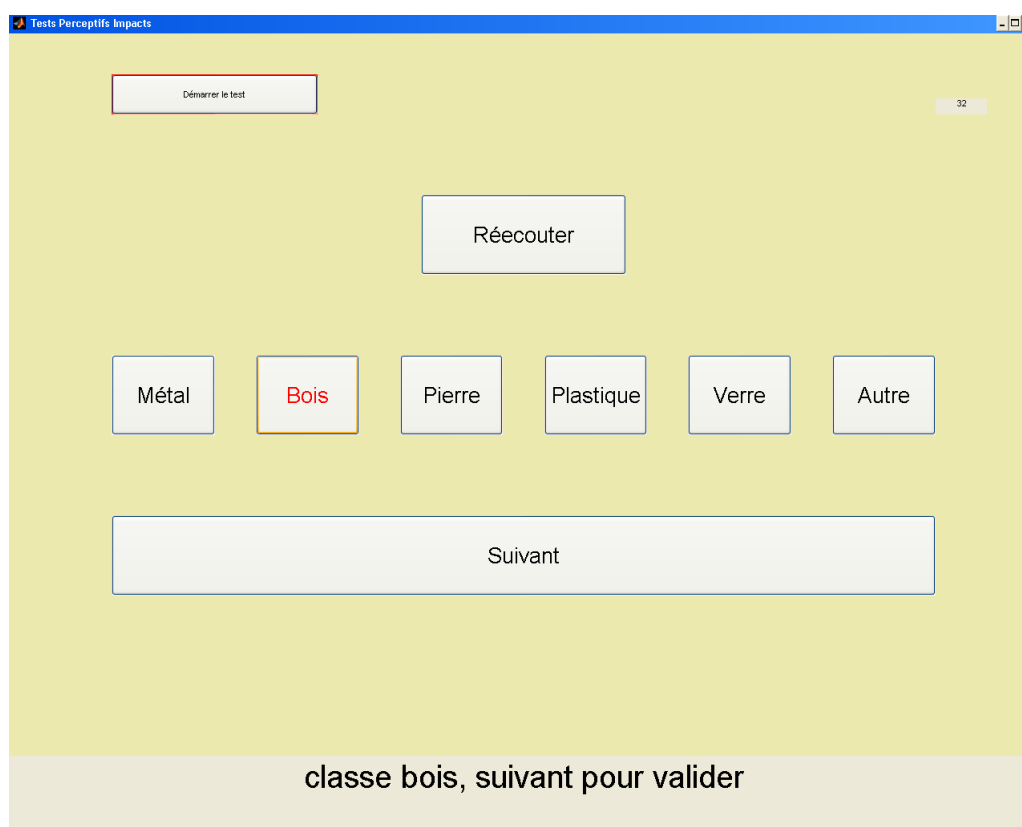 Tests Perceptifs Impacts
Démarrer le test
32
Réecouter
Métal Bois Pierre Plastique Verre Autre
Suivant
classe bois, suivant pour valider